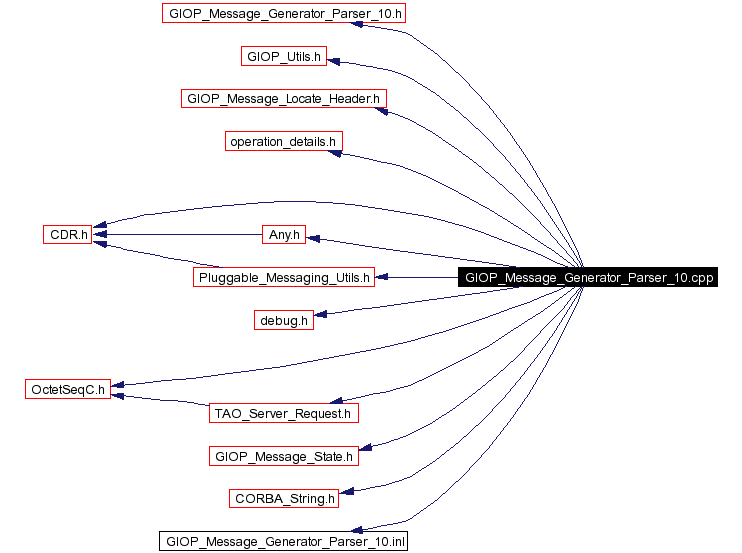 GIOP_Message_Generator_Parser_10.h
GIOP_Utils.h
GIOP_Message_Locate_Header.h
operation_details.h
CDR.h
Any.h
Pluggable_Messaging_Utils.h
GIOP_Message_Generator_Parser_10.cpp
debug.h
OctetSeqC.h
TAO_Server_Request.h
GIOP_Message_State.h
CORBA_String.h
GIOP_Message_Generator_Parser_10.inl